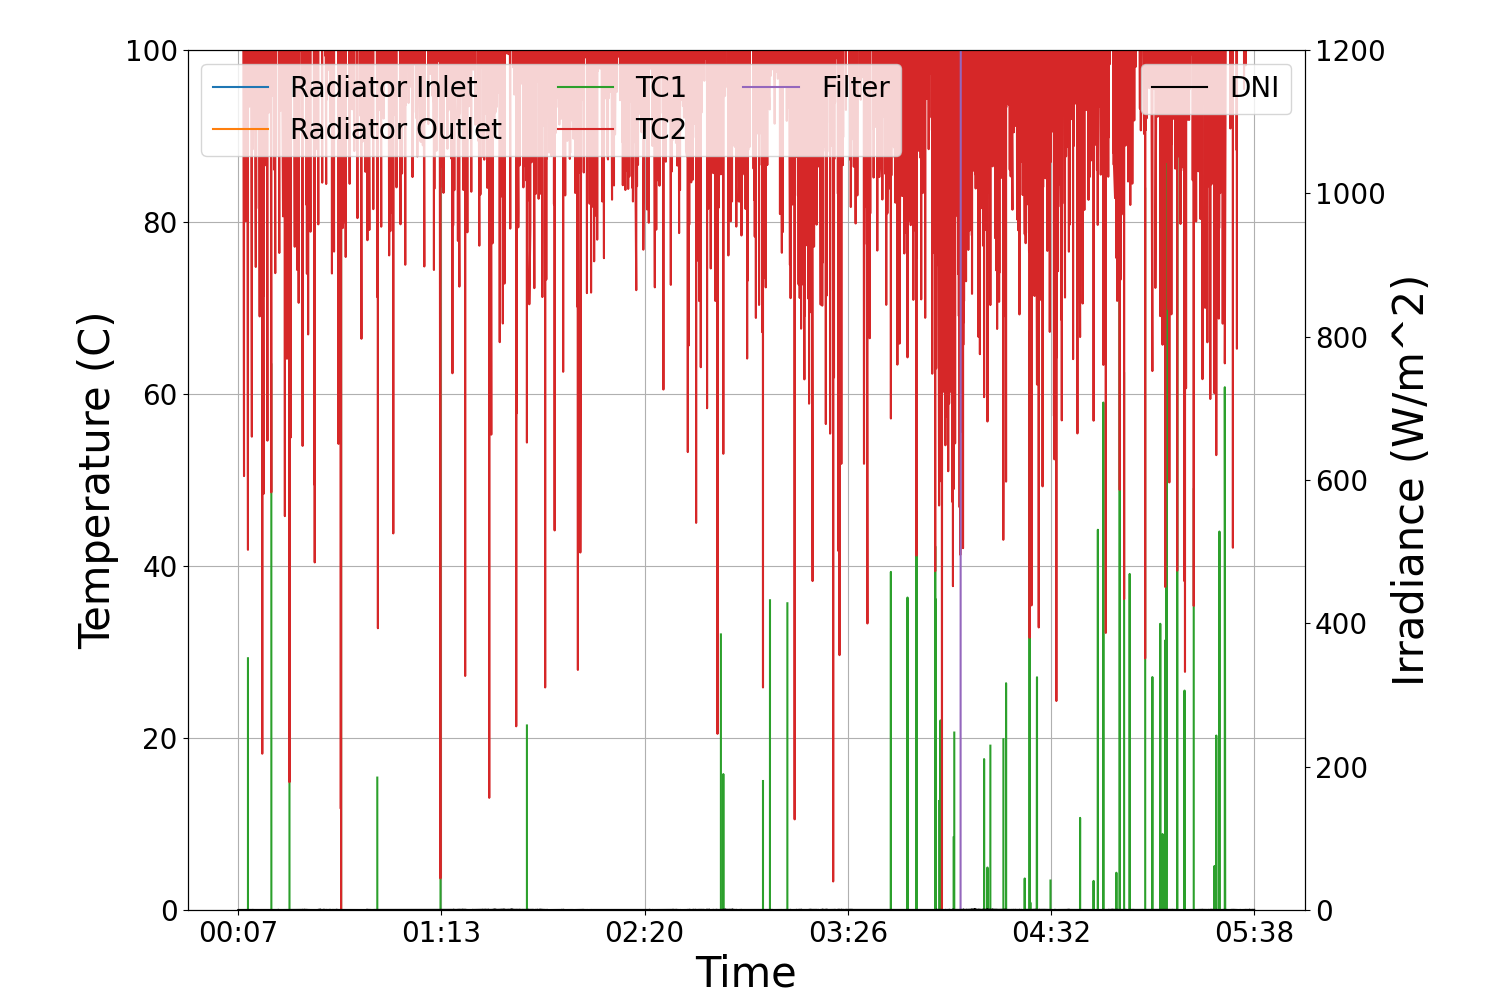 100
80
60
40
20
0
Temperature (C)
Radiator Inlet
Radiator Outlet
TC1
TC2
Filter
DNI
1200
1000
800
600
400
200
0
Irradiance (W/m^2)
00:07
01:13
02:20
03:26
04:32
05:38
Time